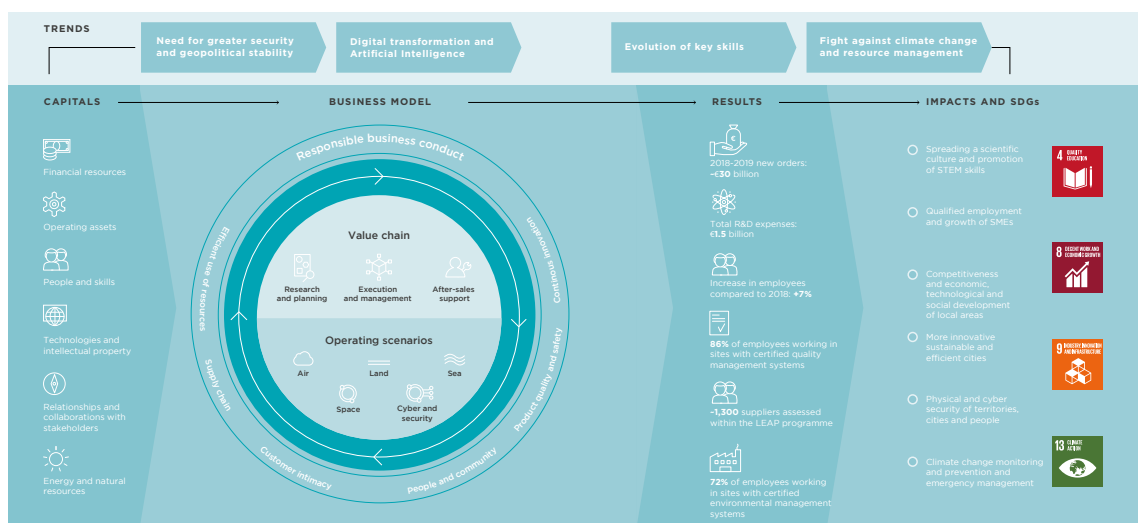 TRENDS
Need for greater security
and geopolitical stability
Digital transformation and
Artificial Intelligence
Evolution of key skills
Fight against climate change
and resource management
CAPITALS
BUSINESS MODEL
RESULTS
IMPACTS AND SDGs
Financial resources
Operating assets
People and skills
Technologies and
intellectual property
Relationships and
collaborations with
stakeholders
Energy and natural
resources
Responsible business conduct
Continuous innovation
Product quality and safety
People and community
Customer intimacy
Supply chain
Efficient use of resources
Value chain
Research
and planning
Execution
and management
After-sales
support
Operating scenarios
Air
Land
Sea
Space
Cyber and
security
€
2018-2019 new orders:
~€30 billion
Total R&D expenses:
€1.5 billion
Increase in employees
compared to 2018: +7%
86% of employees working in
sites with certified quality
management systems
~1,300 suppliers assessed
within the LEAP programme
72% of employees working
in sites with certified
environmental management
systems
Spreading a scientific
culture and promotion
of STEM skills
Qualified employment
and growth of SMEs
Competitiveness
and economic,
technological and
social development
of local areas
More innovative
sustainable and
efficient cities
Physical and cyber
security of territories,
cities and people
Climate change monitoring
and prevention and
emergency management
4 QUALITY
EDUCATION
8 DECENT WORK AND
ECONOMIC GROWTH
9 INDUSTRY, INNOVATION
AND INFRASTRUCTURE
13 CLIMATE
ACTION